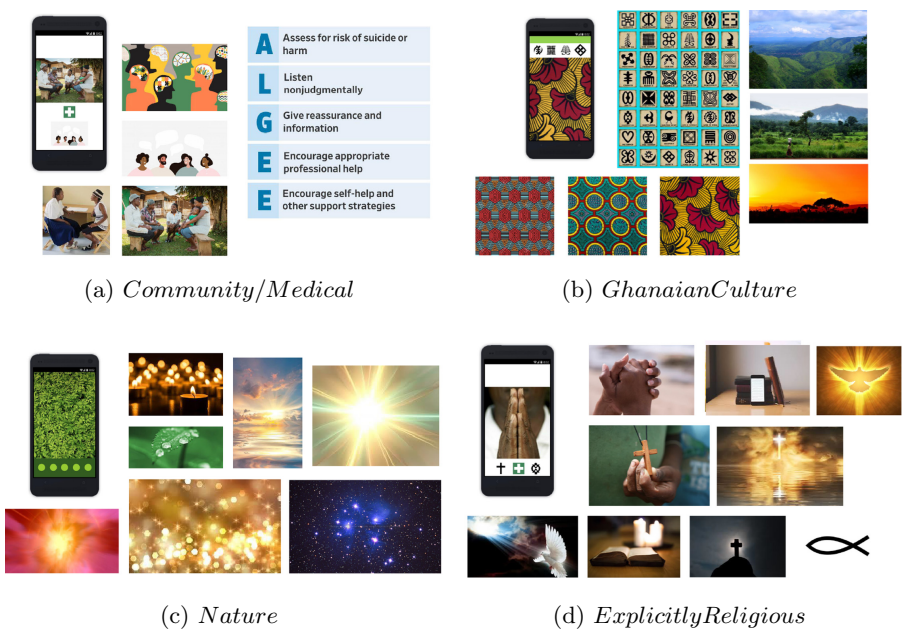 A Assess for risk of suicide or
harm
L Listen
nonjudgmentally
G Give reassurance and
information
E Encourage appropriate
professional help
E Encourage self-help and
other support strategies
(a) Community/Medical
(b) GhanaianCulture
(c) Nature
(d) ExplicitlyReligious